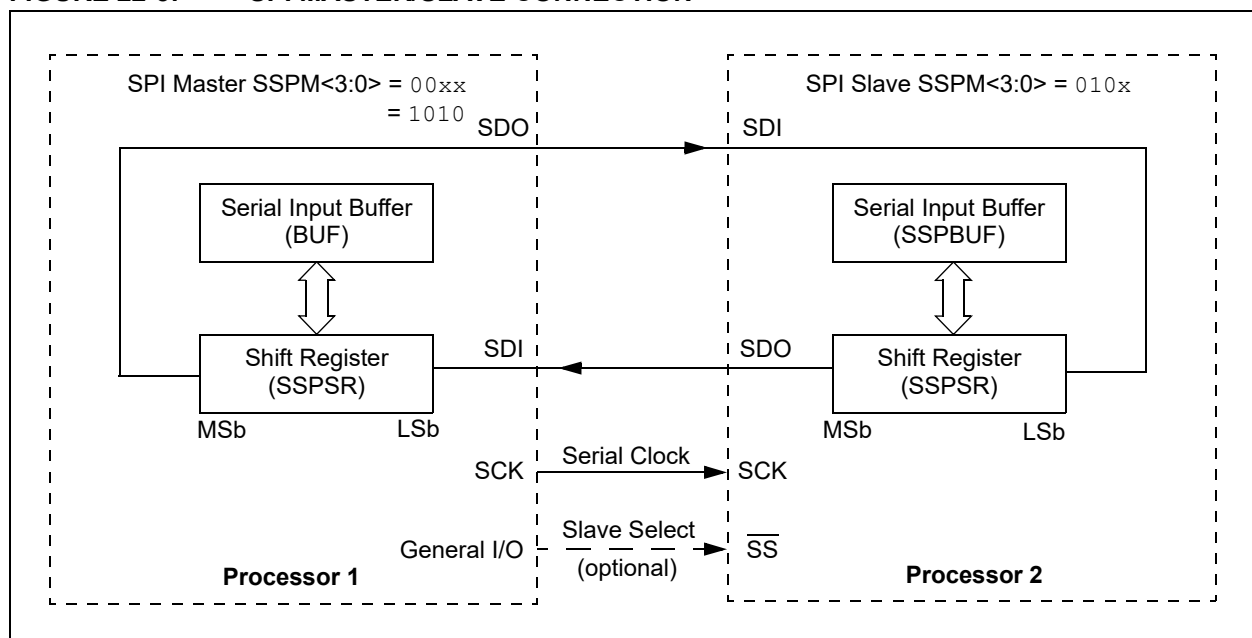 SPI Master SSPM<3:0> = 00xx
= 1010
SDO
Serial Input Buffer
(BUF)
Shift Register
(SSPSR)
MSb
LSb
SDI
SCK
General I/O
Processor 1
Serial Clock
Slave Select
(optional)
SPI Slave SSPM<3:0> = 010x
SDI
Serial Input Buffer
(SSPBUF)
SDO
Shift Register
(SSPSR)
MSb
LSb
SCK
SS
Processor 2